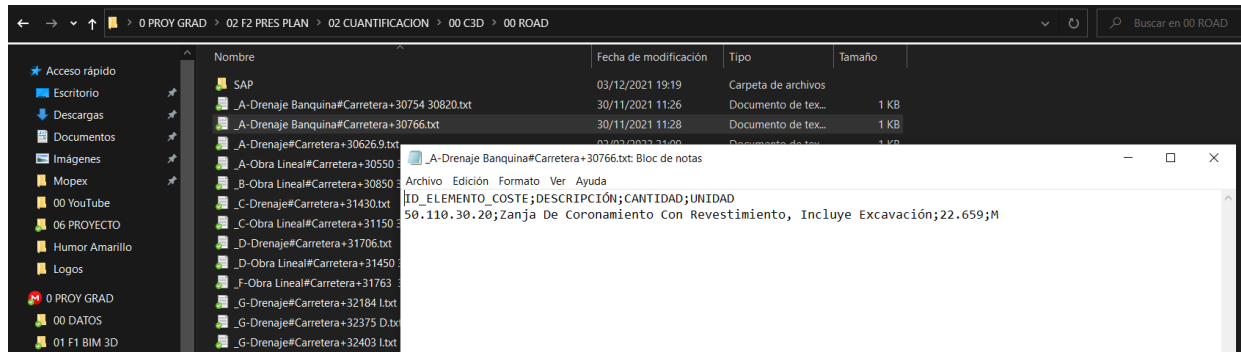 0 PROY GRAD > 02 F2 PRES PLAN > 02 CUANTIFICACION > 00 C3D > 00 ROAD
Buscar en 00 ROAD
Nombre Fecha de modificación Tipo Tamaño
Acceso rápido
Escritorio
Descargas
Documentos
Imágenes
Mopex
00 YouTube
06 PROYECTO
Humor Amarillo
Logos
0 PROY GRAD
00 DATOS
01 F1 BIM 3D
SAP 03/12/2021 19:19 Carpeta de archivos
_A-Drenaje Banquina#Carretera+30754 30820.txt 30/11/2021 11:26 Documento de tex... 1 KB
_A-Drenaje Banquina#Carretera+30766.txt 30/11/2021 11:28 Documento de tex... 1 KB
_A-Drenaje#Carretera+30626.9.txt
_A-Obra Lineal#Carretera+30550
_B-Obra Lineal#Carretera+30850
_C-Drenaje#Carretera+31430.txt
_C-Obra Lineal#Carretera+31150
_D-Drenaje#Carretera+31706.txt
_D-Obra Lineal#Carretera+31450
_F-Obra Lineal#Carretera+31763
_G-Drenaje#Carretera+32184 I.txt
_G-Drenaje#Carretera+32375 D.txt
_G-Drenaje#Carretera+32403 I.txt
_A-Drenaje Banquina#Carretera+30766.txt: Bloc de notas
Archivo Edición Formato Ver Ayuda
ID_ELEMENTO_COSTE;DESCRIPCIÓN;CANTIDAD;UNIDAD
50.110.30.20;Zanja De Coronamiento Con Revestimiento, Incluye Excavación;22.659;M